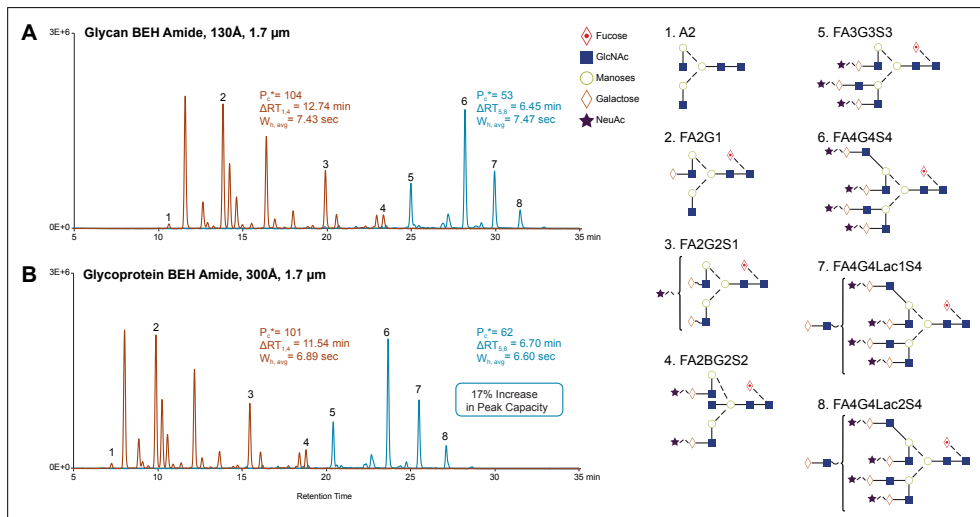 A Glycan BEH Amide, 130Å, 1.7 µm
3E+6
0E+0
1
2
3
4
5
6
7
8
Pc*= 104
ΔRT1,4 = 12.74 min
Wh, avg = 7.43 sec
Pc*= 53
ΔRT5,8 = 6.45 min
Wh, avg = 7.47 sec
5 10 15 20 25 30 35 min
B Glycoprotein BEH Amide, 300Å, 1.7 µm
3E+6
0E+0
1
2
3
4
5
6
7
8
Pc*= 101
ΔRT1,4 = 11.54 min
Wh, avg = 6.89 sec
Pc*= 62
ΔRT5,8 = 6.70 min
Wh, avg = 6.60 sec
17% Increase
in Peak Capacity
5 10 15 20 25 30 35 min
Retention Time
Fucose
GlcNAc
Manoses
Galactose
NeuAc
1. A2
2. FA2G1
3. FA2G2S1
4. FA2BG2S2
5. FA3G3S3
6. FA4G4S4
7. FA4G4Lac1S4
8. FA4G4Lac2S4